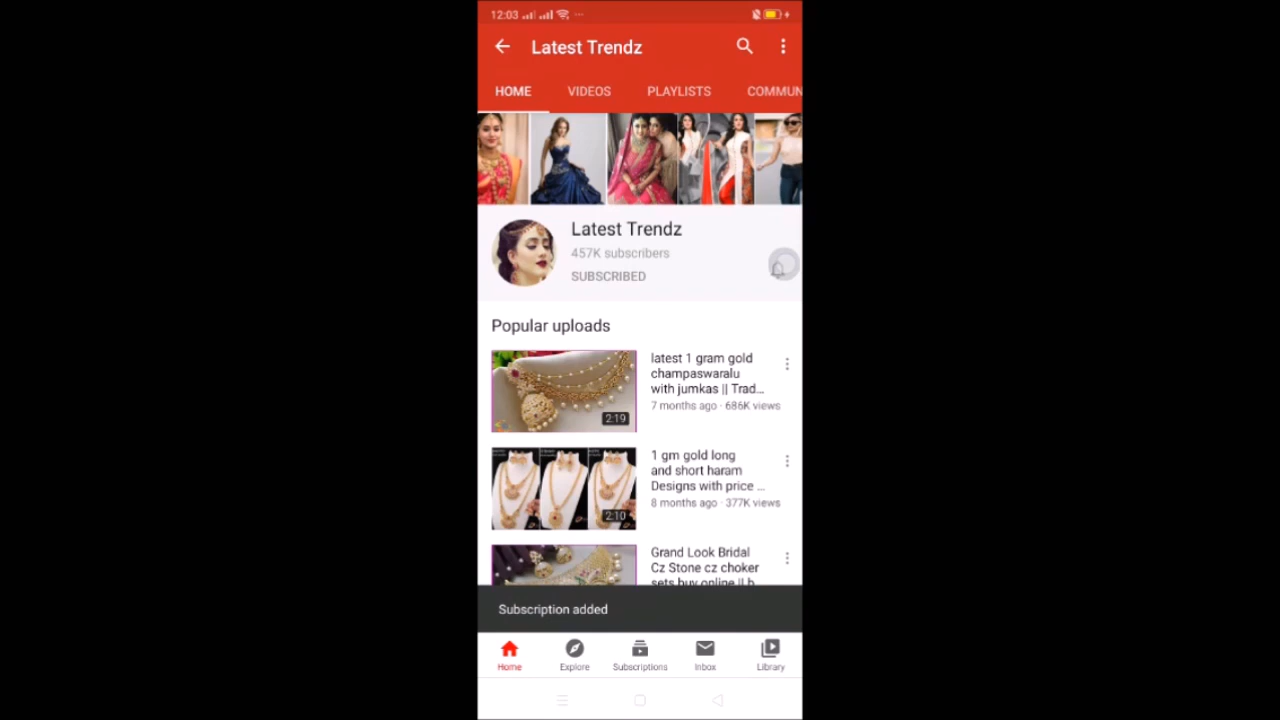 12:03
Latest Trendz
HOME VIDEOS PLAYLISTS COMMUN
Latest Trendz
457K subscribers
SUBSCRIBED
Popular uploads
latest 1 gram gold
champaswaralu
with jumkas || Trad...
7 months ago · 686K views
2:19
1 gm gold long
and short haram
Designs with price ...
8 months ago · 377K views
2:10
Grand Look Bridal
Cz Stone cz choker
sets buy online ||
Subscription added
Home Explore Subscriptions Inbox Library